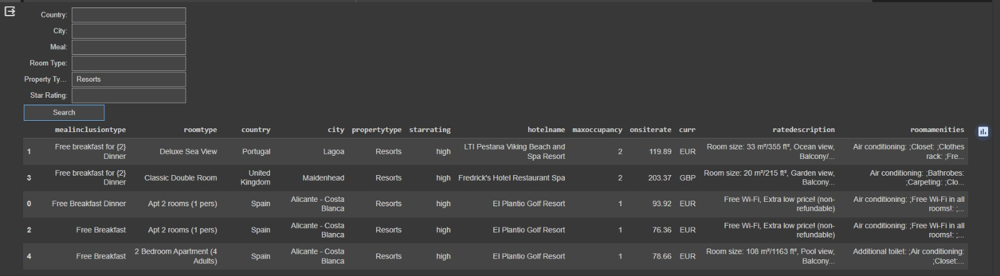 Country:
City:
Meal:
Room Type:
Property Ty... Resorts
Star Rating:
Search
mealinclusiontype roomtype country city propertytype starrating hotelname maxoccupancy onsiterate curr ratedescription roomamenities
1 Free breakfast for {2} Dinner Deluxe Sea View Portugal Lagoa Resorts high LTI Pestana Viking Beach and Spa Resort 2 119.89 EUR Room size: 33 m²/355 ft², Ocean view, Balcony/... Air conditioning: ;Closet: ;Clothes rack: ;Fre...
3 Free breakfast for {2} Dinner Classic Double Room United Kingdom Maidenhead Resorts high Fredrick's Hotel Restaurant Spa 2 203.37 GBP Room size: 20 m²/215 ft², Garden view, Balcony... Air conditioning: ;Bathrobes: ;Carpeting: ;Clo...
0 Free Breakfast Dinner Apt 2 rooms (1 pers) Spain Alicante - Costa Blanca Resorts high El Plantio Golf Resort 1 93.92 EUR Free Wi-Fi, Extra low price! (non-refundable) Air conditioning: ;Free Wi-Fi in all rooms!: ;...
2 Free Breakfast Apt 2 rooms (1 pers) Spain Alicante - Costa Blanca Resorts high El Plantio Golf Resort 1 76.36 EUR Free Wi-Fi, Extra low price! (non-refundable) Air conditioning: ;Free Wi-Fi in all rooms!: ;...
4 Free Breakfast 2 Bedroom Apartment (4 Adults) Spain Alicante - Costa Blanca Resorts high El Plantio Golf Resort 1 78.66 EUR Room size: 108 m²/1163 ft², Pool view, Balcony... Additional toilet: ;Air conditioning: ;Closet:...